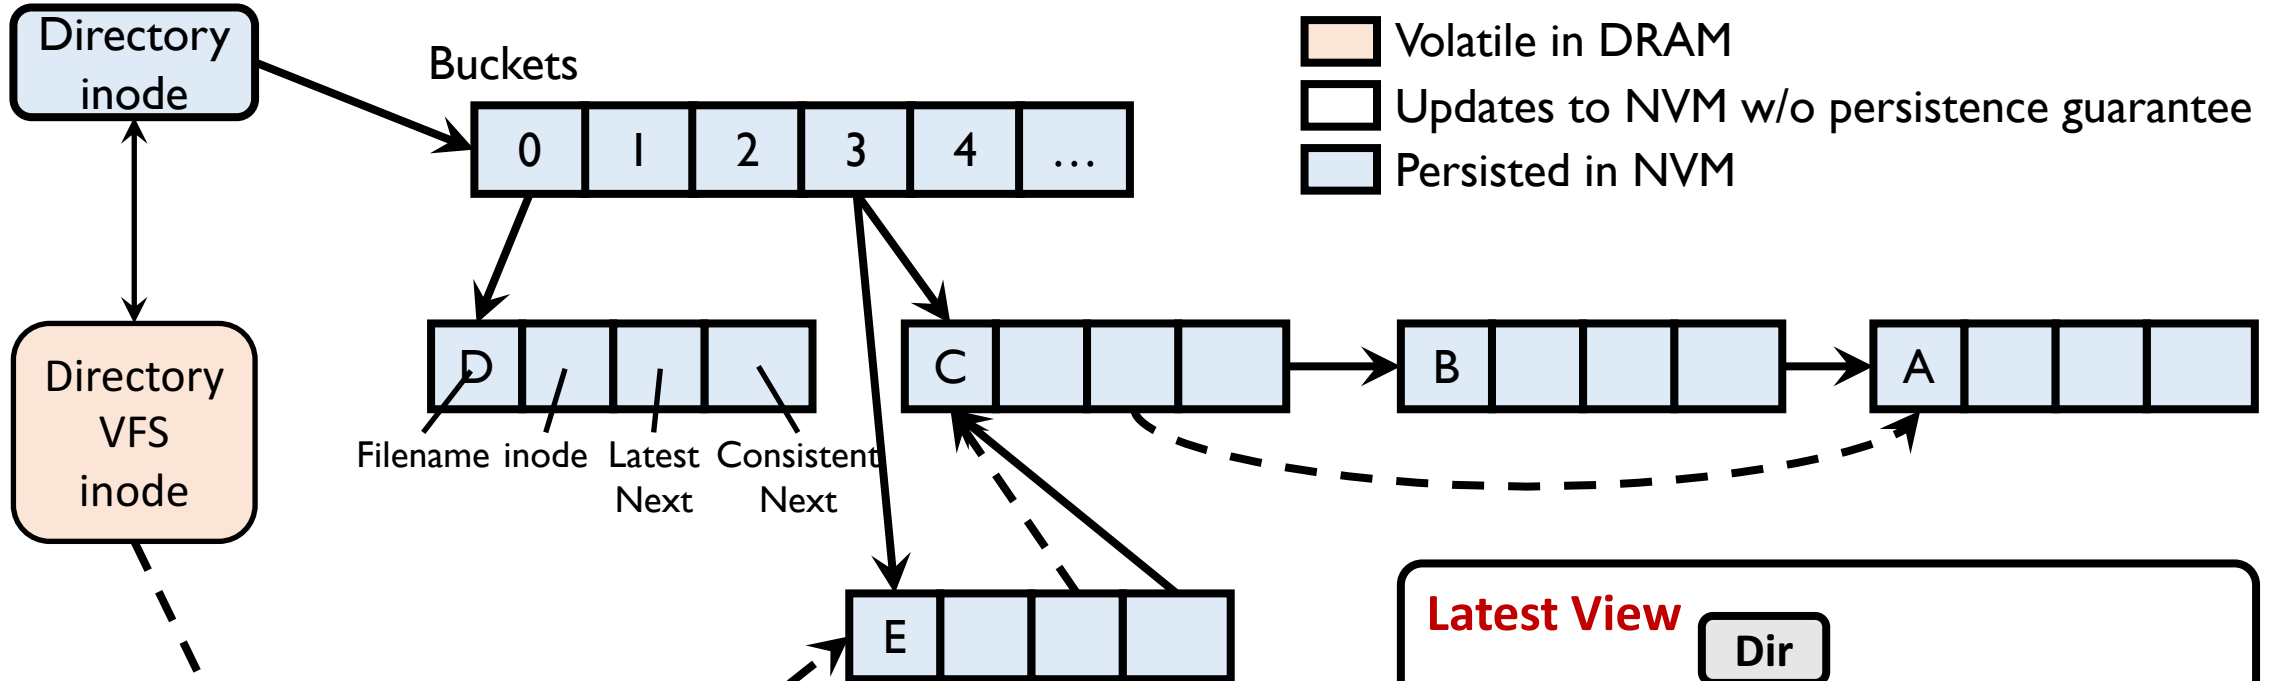 Directory
inode
Buckets
Volatile in DRAM
Updates to NVM w/o persistence guarantee
Persisted in NVM
0 1 2 3 4 ...
Directory
VFS
inode
D
C
B
A
Filename inode Latest Next Consistent Next
E
Latest View
Dir